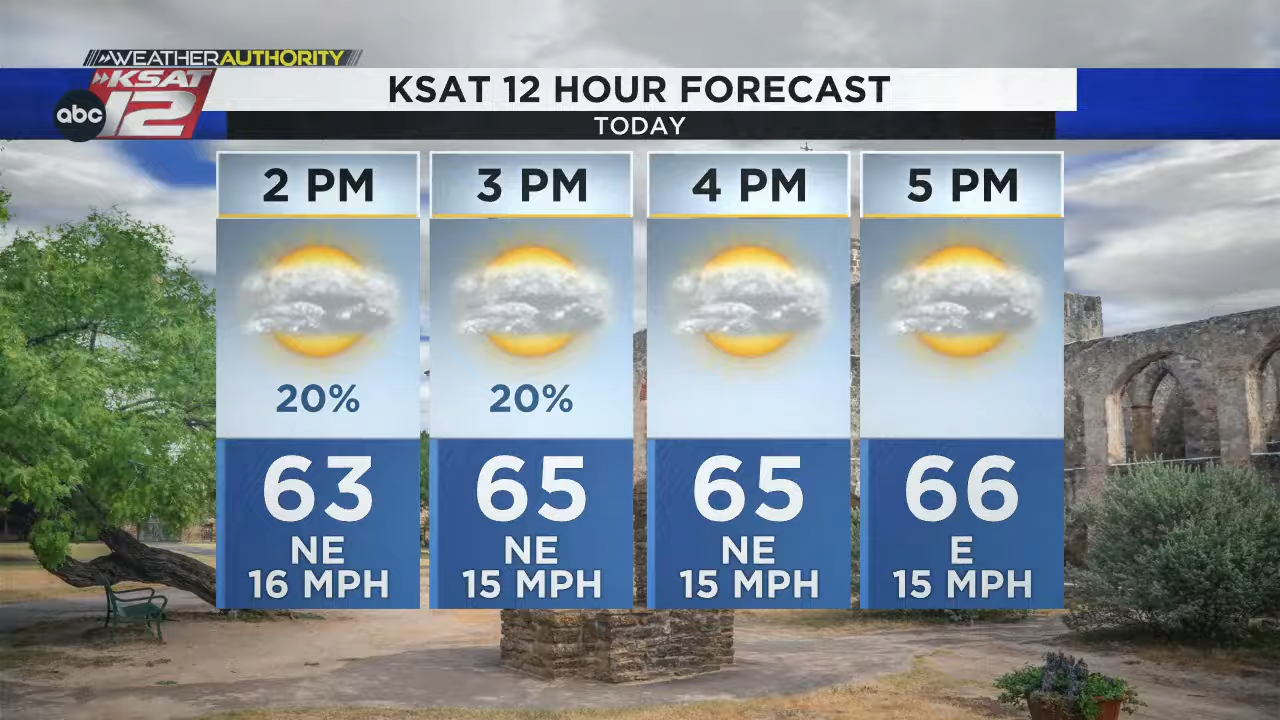 WEATHERAUTHORITY
KSAT
abc 12
KSAT 12 HOUR FORECAST
TODAY
2 PM
20%
63
NE
16 MPH
3 PM
20%
65
NE
15 MPH
4 PM
65
NE
15 MPH
5 PM
66
E
15 MPH